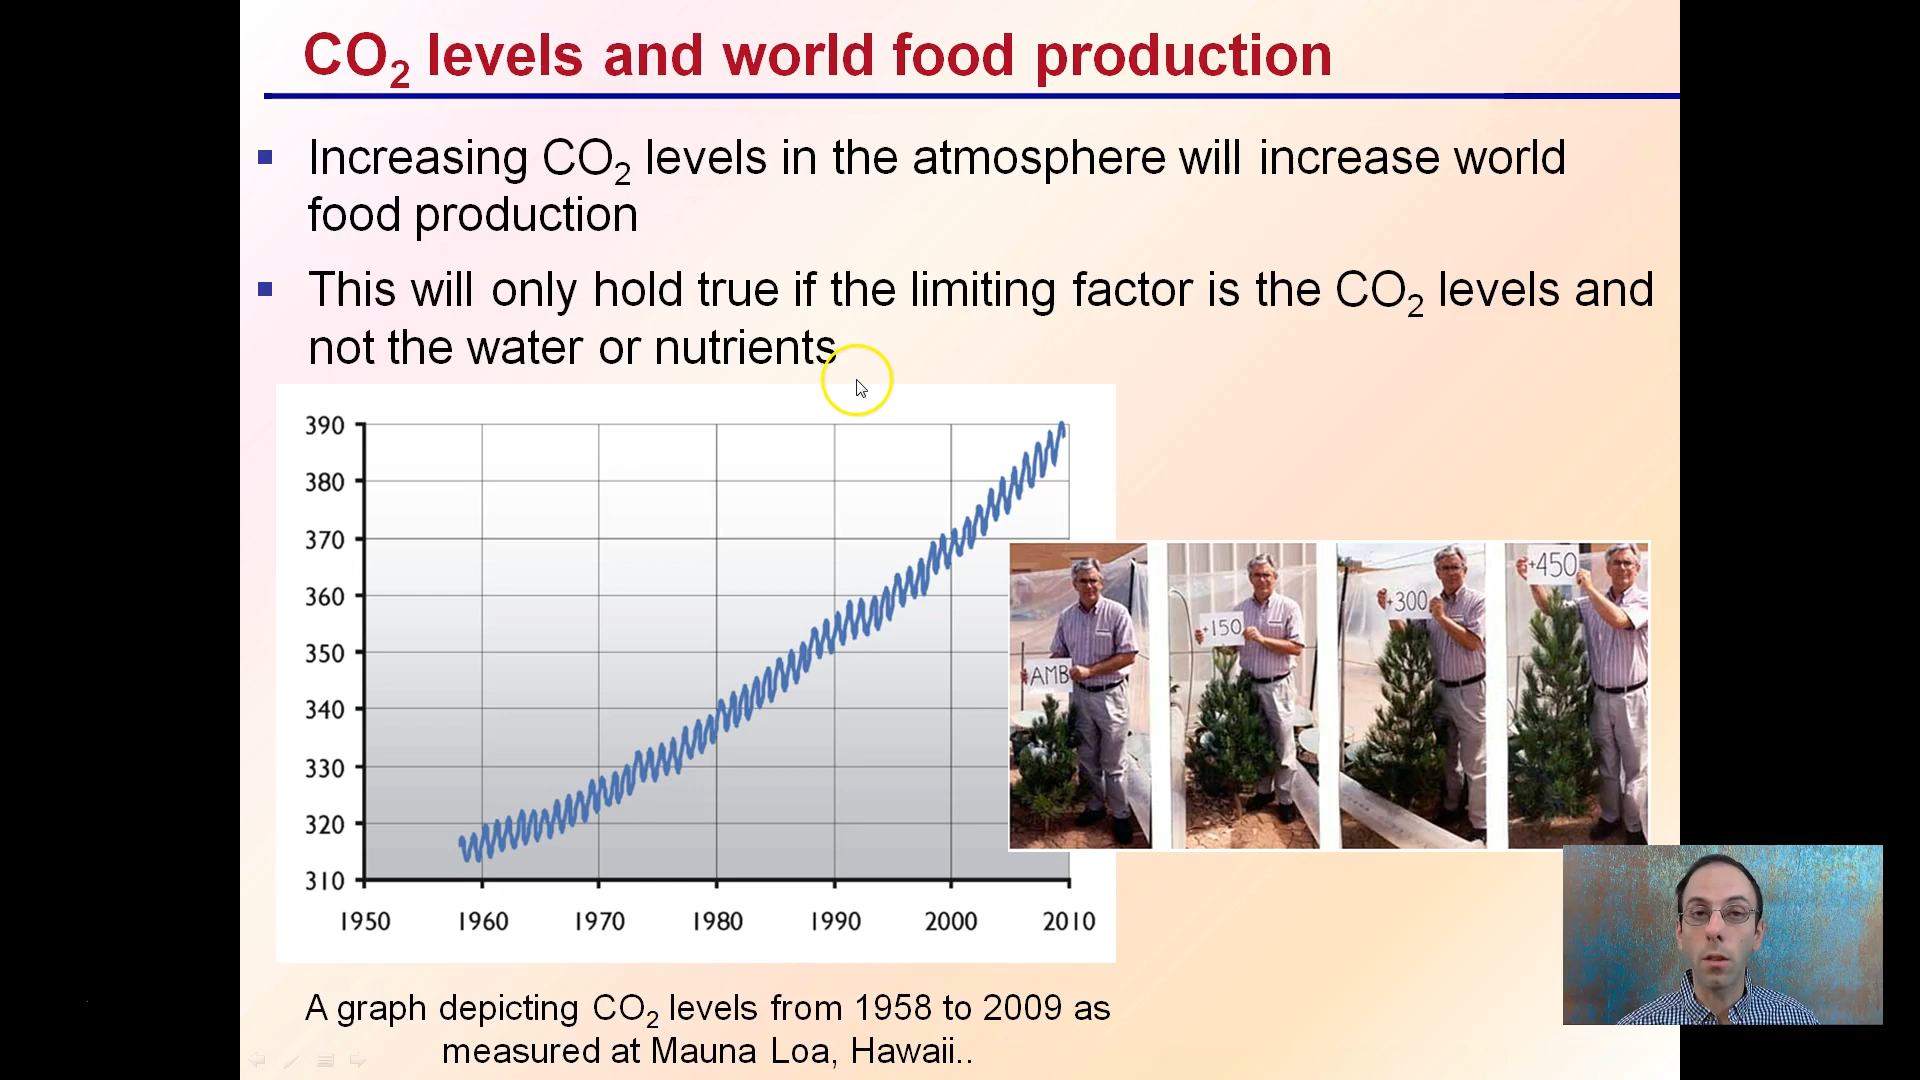 CO₂ levels and world food production
Increasing CO₂ levels in the atmosphere will increase world
food production
This will only hold true if the limiting factor is the CO₂ levels and
not the water or nutrients
390
380
370
360
350
340
330
320
310
1950 1960 1970 1980 1990 2000 2010
AMB
+150
+300
+450
A graph depicting CO₂ levels from 1958 to 2009 as
measured at Mauna Loa, Hawaii..